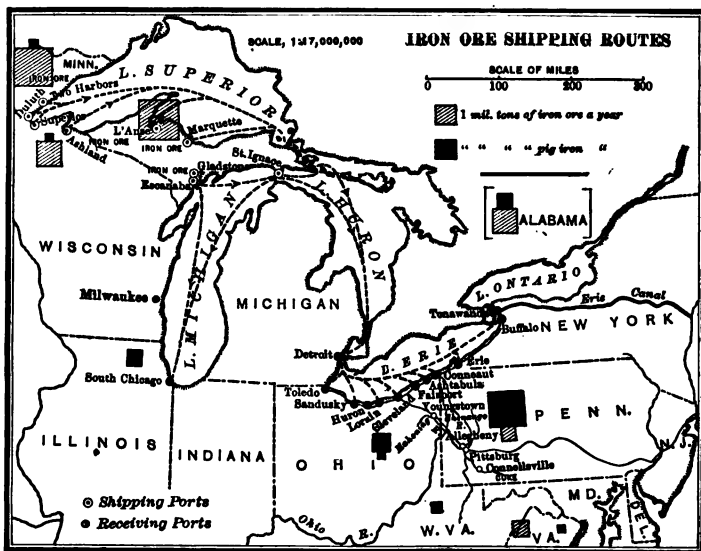 IRON ORE SHIPPING ROUTES
SCALE, 1:17,000,000
SCALE OF MILES
0 100 200 300
1 mil. tons of iron ore a year
" " " " pig iron "
ALABAMA
MINN.
IRON ORE
L. SUPERIOR
Duluth
Two Harbors
Superior
Ashland
L'Anse
Marquette
IRON ORE
IRON ORE
IRON ORE
Gladstone
Escanaba
St. Ignace
L. HURON
L. MICHIGAN
WISCONSIN
Milwaukee
MICHIGAN
L. ONTARIO
Erie Canal
Tonawanda
Buffalo
NEW YORK
South Chicago
Detroit
L. ERIE
Erie
Conneaut
Ashtabula
Fairport
Toledo
Sandusky
Huron
Lorain
Cleveland
Youngstown
Allegheny
Pittsburg
Connellsville
COKE
PENN.
N.J.
ILLINOIS
INDIANA
OHIO
Ohio R.
W. VA.
VA.
MD.
DEL.
Shipping Ports
Receiving Ports